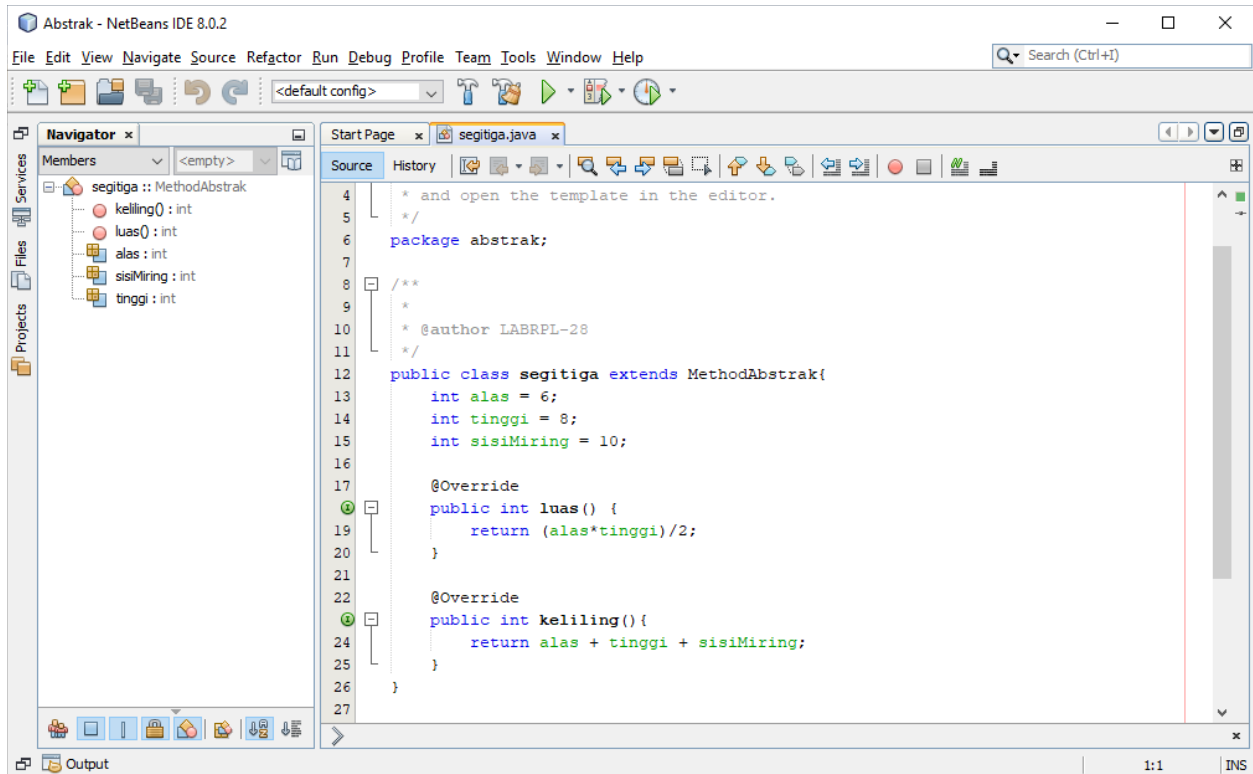 Abstrak - NetBeans IDE 8.0.2
File Edit View Navigate Source Refactor Run Debug Profile Team Tools Window Help
Search (Ctrl+I)
<default config>
Navigator
Members
<empty>
segitiga :: MethodAbstrak
keliling() : int
luas() : int
alas : int
sisiMiring : int
tinggi : int
Services
Files
Projects
Start Page
segitiga.java
Source
History
4 * and open the template in the editor.
5 */
6 package abstrak;
7
8 /**
9 *
10 * @author LABRPL-28
11 */
12 public class segitiga extends MethodAbstrak{
13 int alas = 6;
14 int tinggi = 8;
15 int sisiMiring = 10;
16
17 @Override
public int luas() {
19 return (alas*tinggi)/2;
20 }
21
22 @Override
public int keliling(){
24 return alas + tinggi + sisiMiring;
25 }
26 }
27
Output
1:1
INS